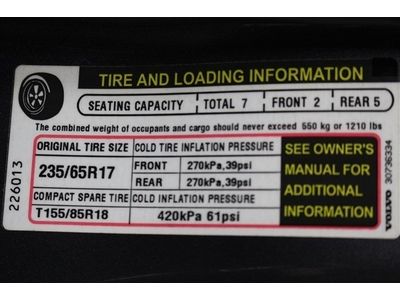 TIRE AND LOADING INFORMATION
SEATING CAPACITY TOTAL 7 FRONT 2 REAR 5
The combined weight of occupants and cargo should never exceed 550 kg or 1210 lbs
ORIGINAL TIRE SIZE COLD TIRE INFLATION PRESSURE
235/65R17 FRONT 270kPa,39psi
REAR 270kPa,39psi
COMPACT SPARE TIRE COLD INFLATION PRESSURE
T155/85R18 420kPa 61psi
SEE OWNER'S
MANUAL FOR
ADDITIONAL
INFORMATION
226013
VOLVO 30736334